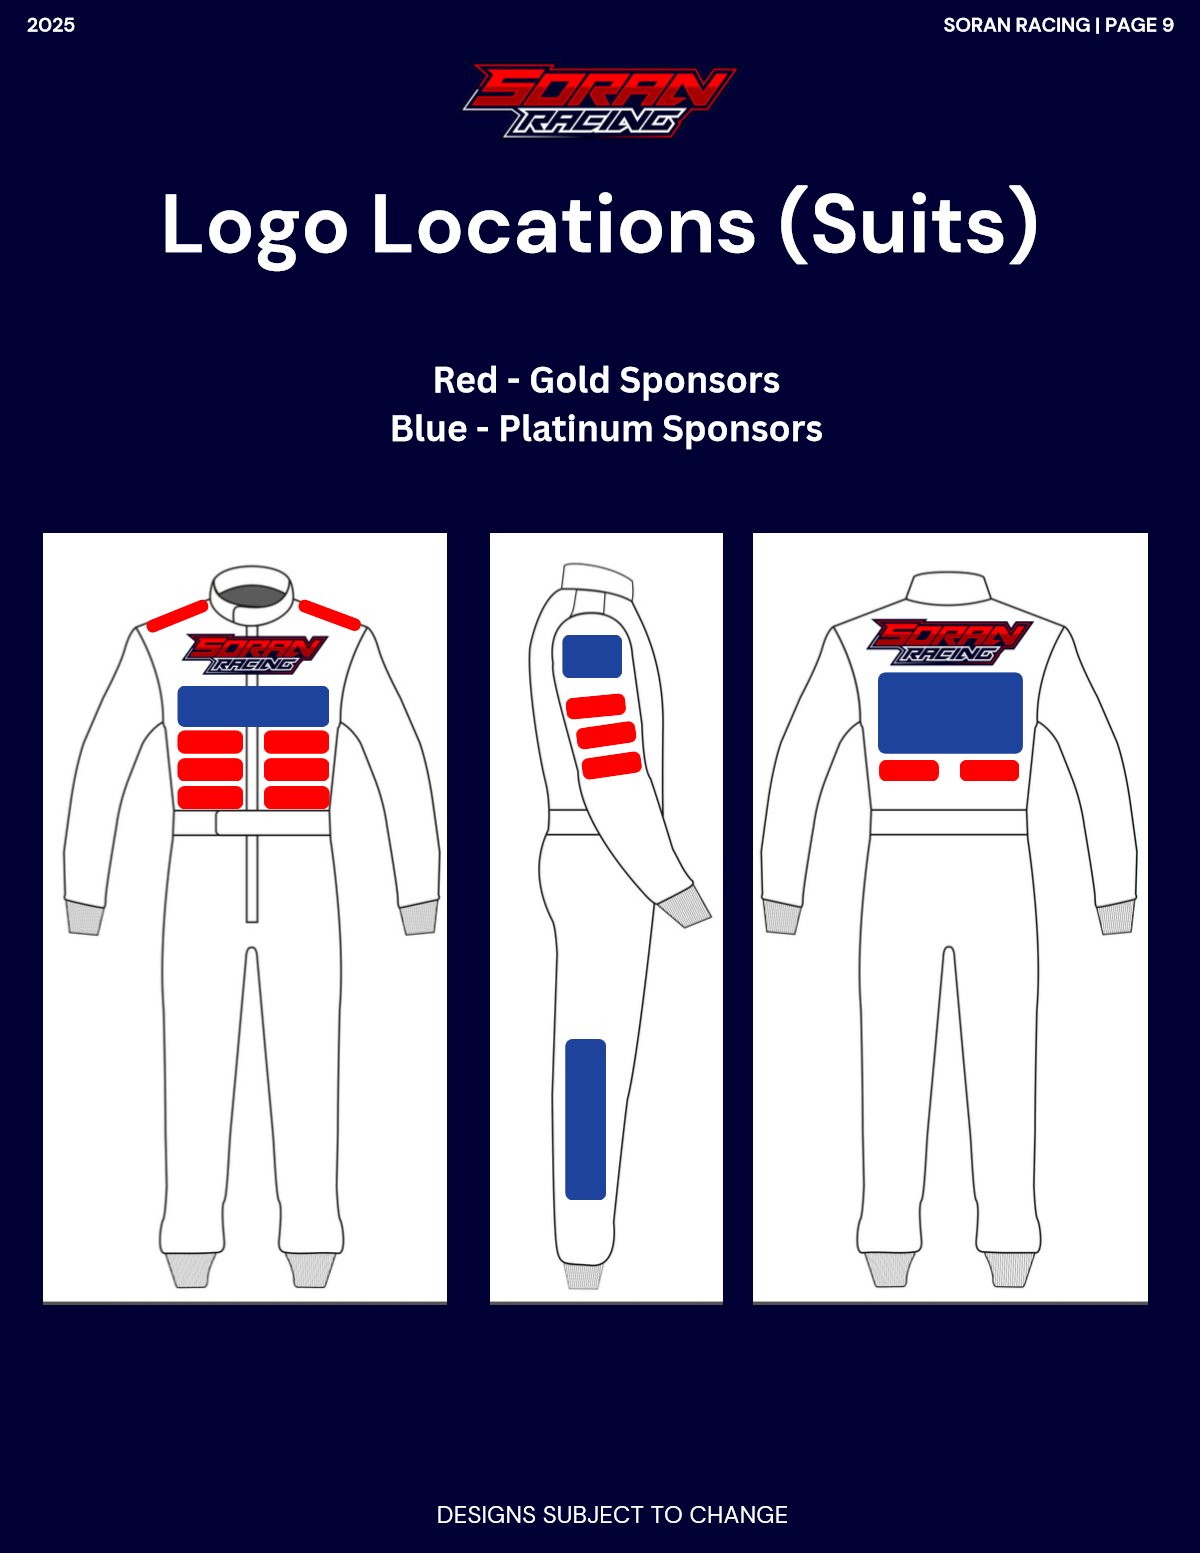 2025
SORAN RACING | PAGE 9
SORAN
RACING
Logo Locations (Suits)
Red - Gold Sponsors
Blue - Platinum Sponsors
SORAN
RACING
SORAN
RACING
DESIGNS SUBJECT TO CHANGE